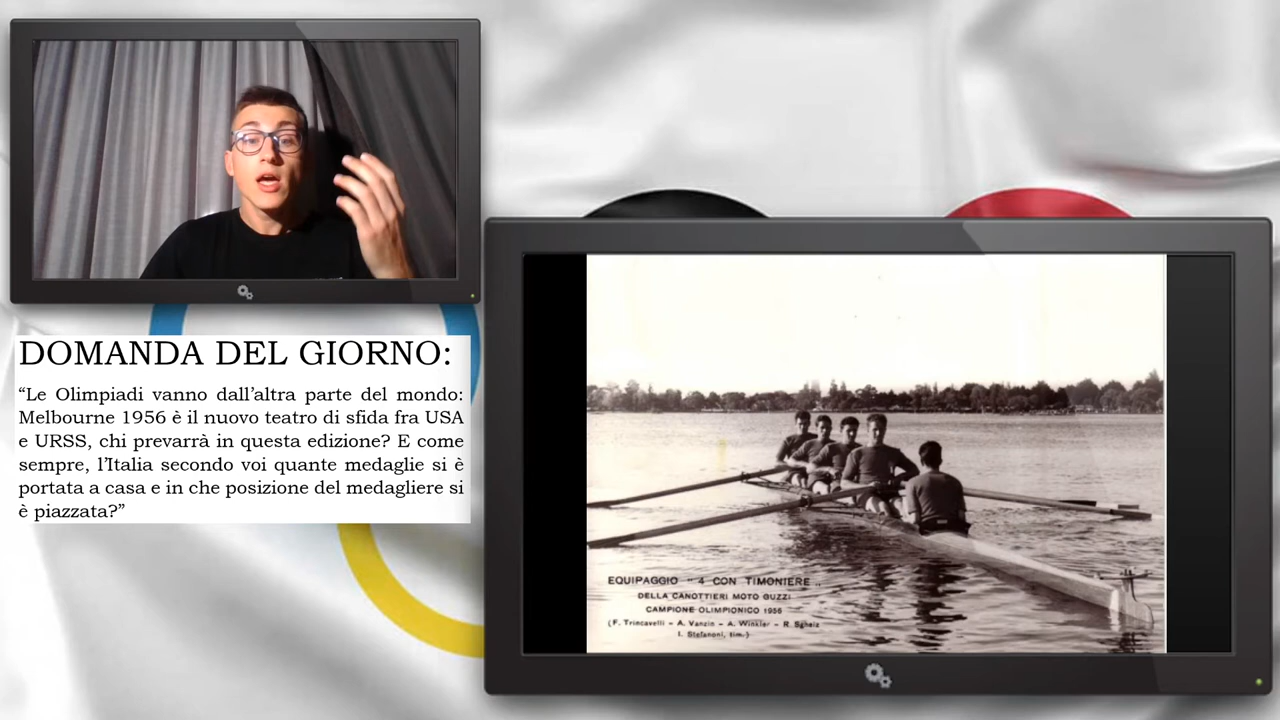 DOMANDA DEL GIORNO:
“Le Olimpiadi vanno dall’altra parte del mondo:
Melbourne 1956 è il nuovo teatro di sfida fra USA
e URSS, chi prevarrà in questa edizione? E come
sempre, l’Italia secondo voi quante medaglie si è
portata a casa e in che posizione del medagliere si
è piazzata?”
EQUIPAGGIO " 4 CON TIMONIERE „
DELLA CANOTTIERI MOTO GUZZI
CAMPIONE OLIMPIONICO 1956
(F. Trincavelli - A. Vanzin - A. Winkler - R. Sgheiz
I. Stefanoni, tim.)